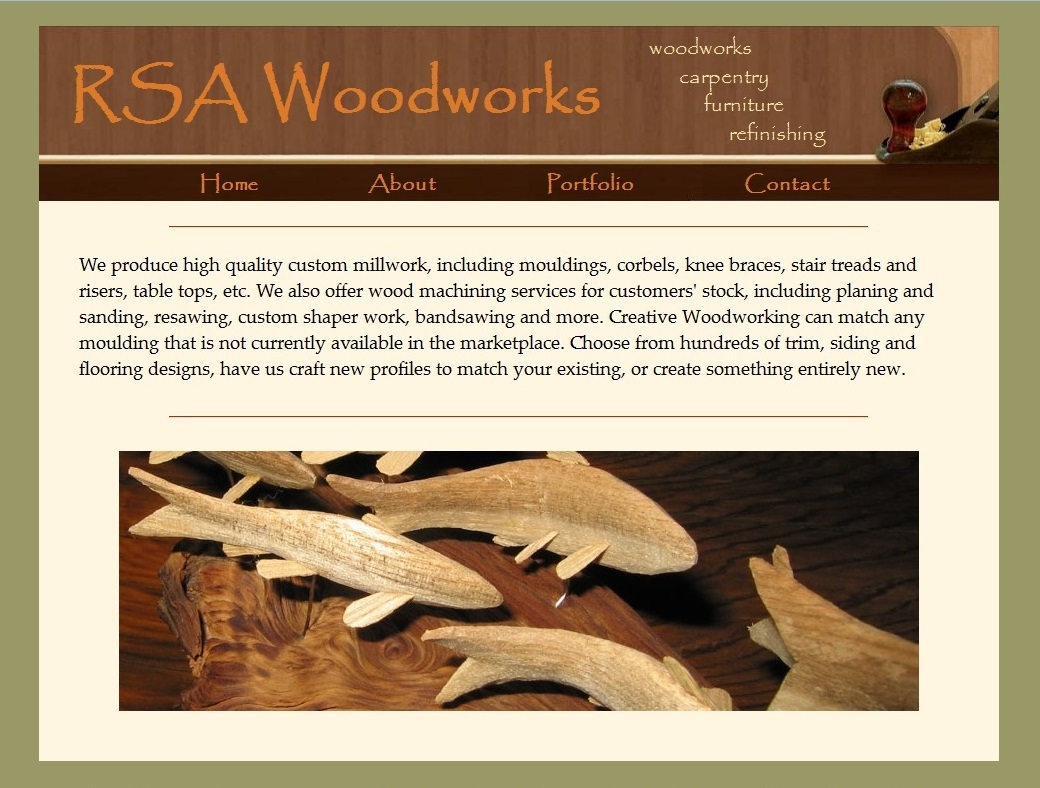 RSA Woodworks
woodworks
carpentry
furniture
refinishing
Home About Portfolio Contact
We produce high quality custom millwork, including mouldings, corbels, knee braces, stair treads and
risers, table tops, etc. We also offer wood machining services for customers' stock, including planing and
sanding, resawing, custom shaper work, bandsawing and more. Creative Woodworking can match any
moulding that is not currently available in the marketplace. Choose from hundreds of trim, siding and
flooring designs, have us craft new profiles to match your existing, or create something entirely new.